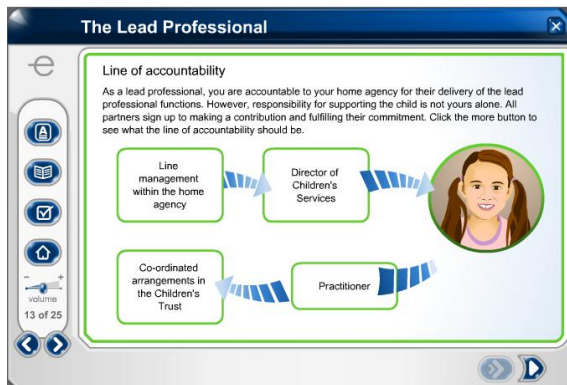 The Lead Professional
Line of accountability
As a lead professional, you are accountable to your home agency for their delivery of the lead
professional functions. However, responsibility for supporting the child is not yours alone. All
partners sign up to making a contribution and fulfilling their commitment. Click the more button to
see what the line of accountability should be.
Line
management
within the home
agency
Director of
Children's
Services
Co-ordinated
arrangements in
the Children's
Trust
Practitioner
A
- +
volume
13 of 25